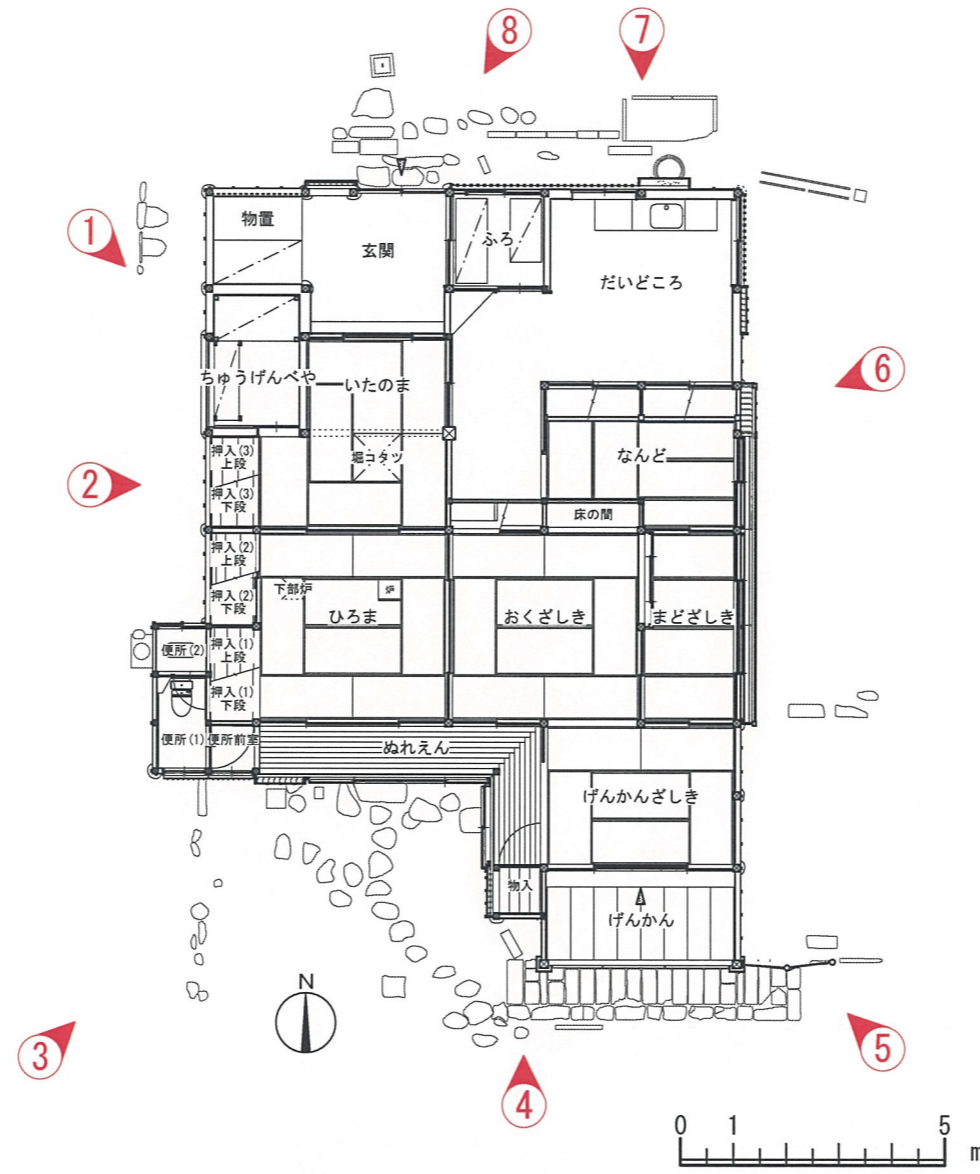 8
7
物置
玄関
ふろ
1
だいどころ
6
ちゅうげんべや
いたのま
堀コタツ
なんど
2
押入(3)
上段
押入(3)
下段
床の間
押入(2)
上段
押入(2)
下段
下部炉
炉
ひろま
おくざしき
まどざしき
便所(2)
押入(1)
上段
押入(1)
下段
便所(1)
便所前室
ぬれえん
げんかんざしき
物入
げんかん
N
3
5
4
0 1 5
m